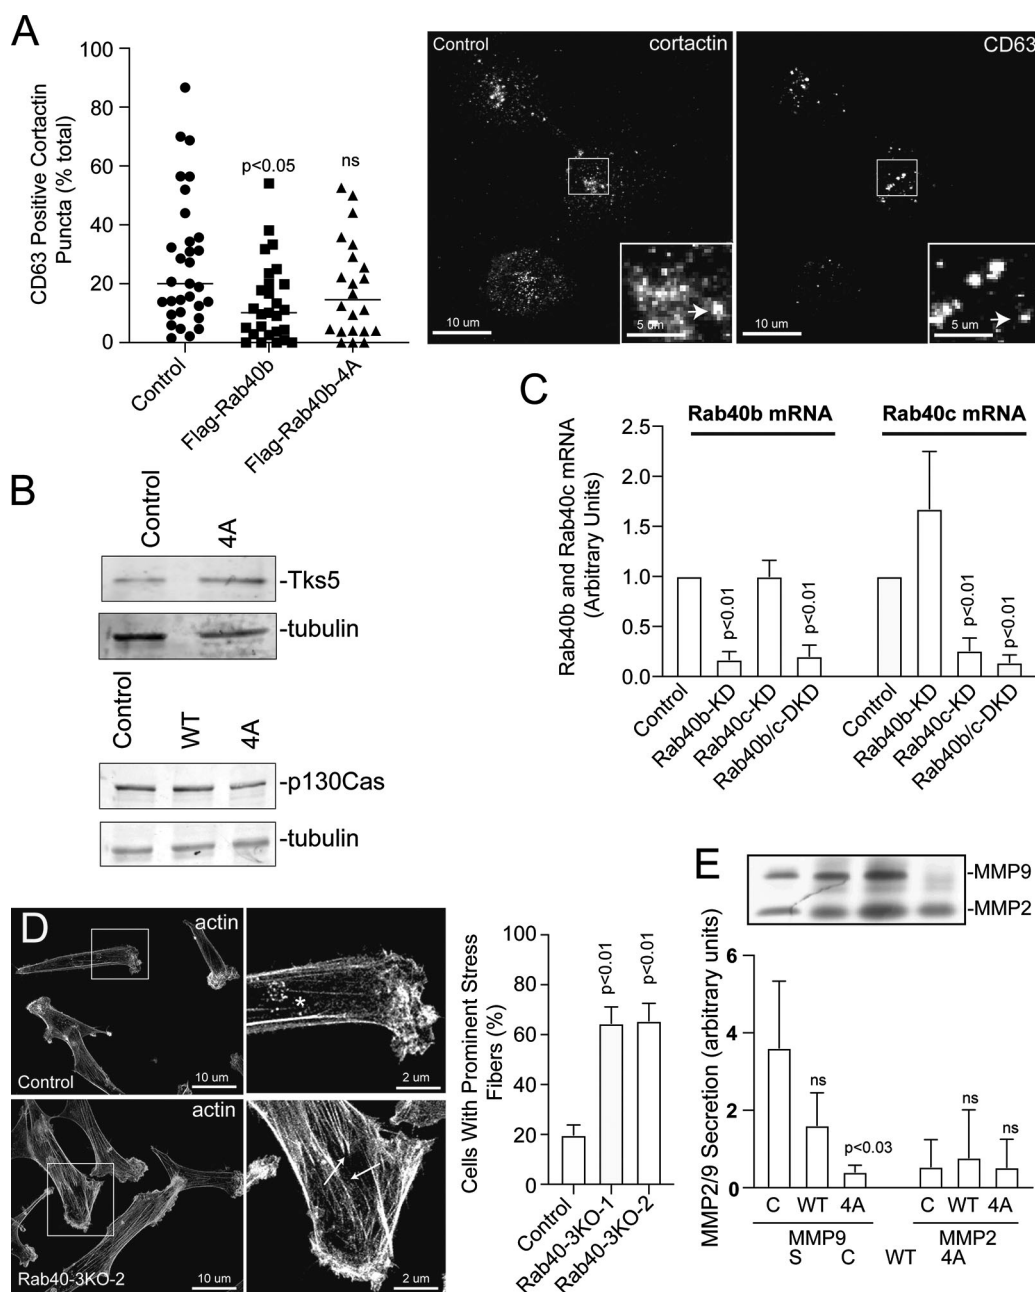 A
CD63 Positive Cortactin
Puncta (% total)
100
80
60
40
20
0
p<0.05
ns
Control
Flag-Rab40b
Flag-Rab40b-4A
Control
cortactin
10 um
5 um
CD63
10 um
5 um
B
Control
4A
-Tks5
-tubulin
Control
WT
4A
-p130Cas
-tubulin
C
Rab40b mRNA
Rab40c mRNA
Rab40b and Rab40c mRNA
(Arbitrary Units)
2.5
2.0
1.5
1.0
0.5
0.0
p<0.01
p<0.01
p<0.01
p<0.01
Control
Rab40b-KD
Rab40c-KD
Rab40b/c-DKD
Control
Rab40b-KD
Rab40c-KD
Rab40b/c-DKD
D
actin
Control
10 um
*
2 um
actin
Rab40-3KO-2
10 um
2 um
Cells With Prominent Stress
Fibers (%)
100
80
60
40
20
0
p<0.01
p<0.01
Control
Rab40-3KO-1
Rab40-3KO-2
E
-MMP9
-MMP2
MMP2/9 Secretion (arbitrary units)
6
4
2
0
ns
p<0.03
ns
ns
C WT 4A C WT 4A
MMP9 MMP2
S C WT 4A